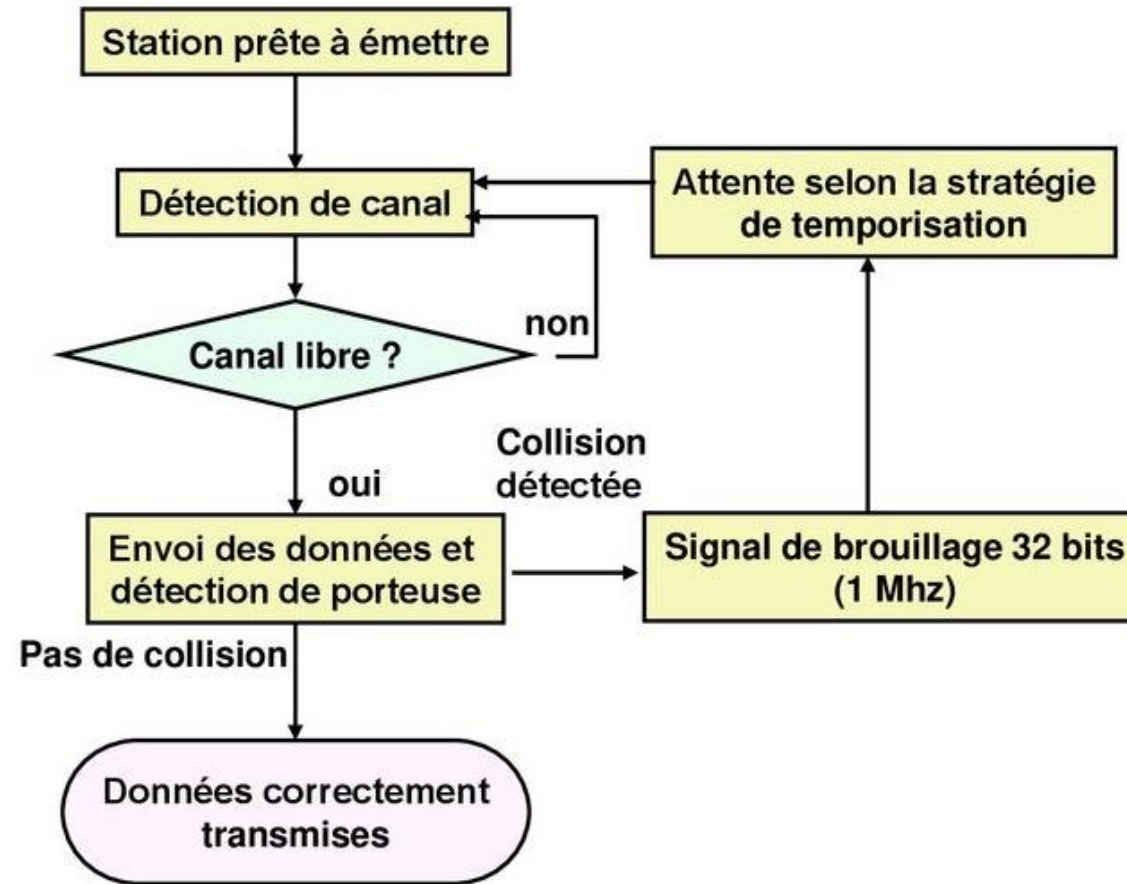 Station prête à émettre
Détection de canal
Attente selon la stratégie
de temporisation
Canal libre ?
non
oui
Collision
détectée
Envoi des données et
détection de porteuse
Signal de brouillage 32 bits
(1 Mhz)
Pas de collision
Données correctement
transmises